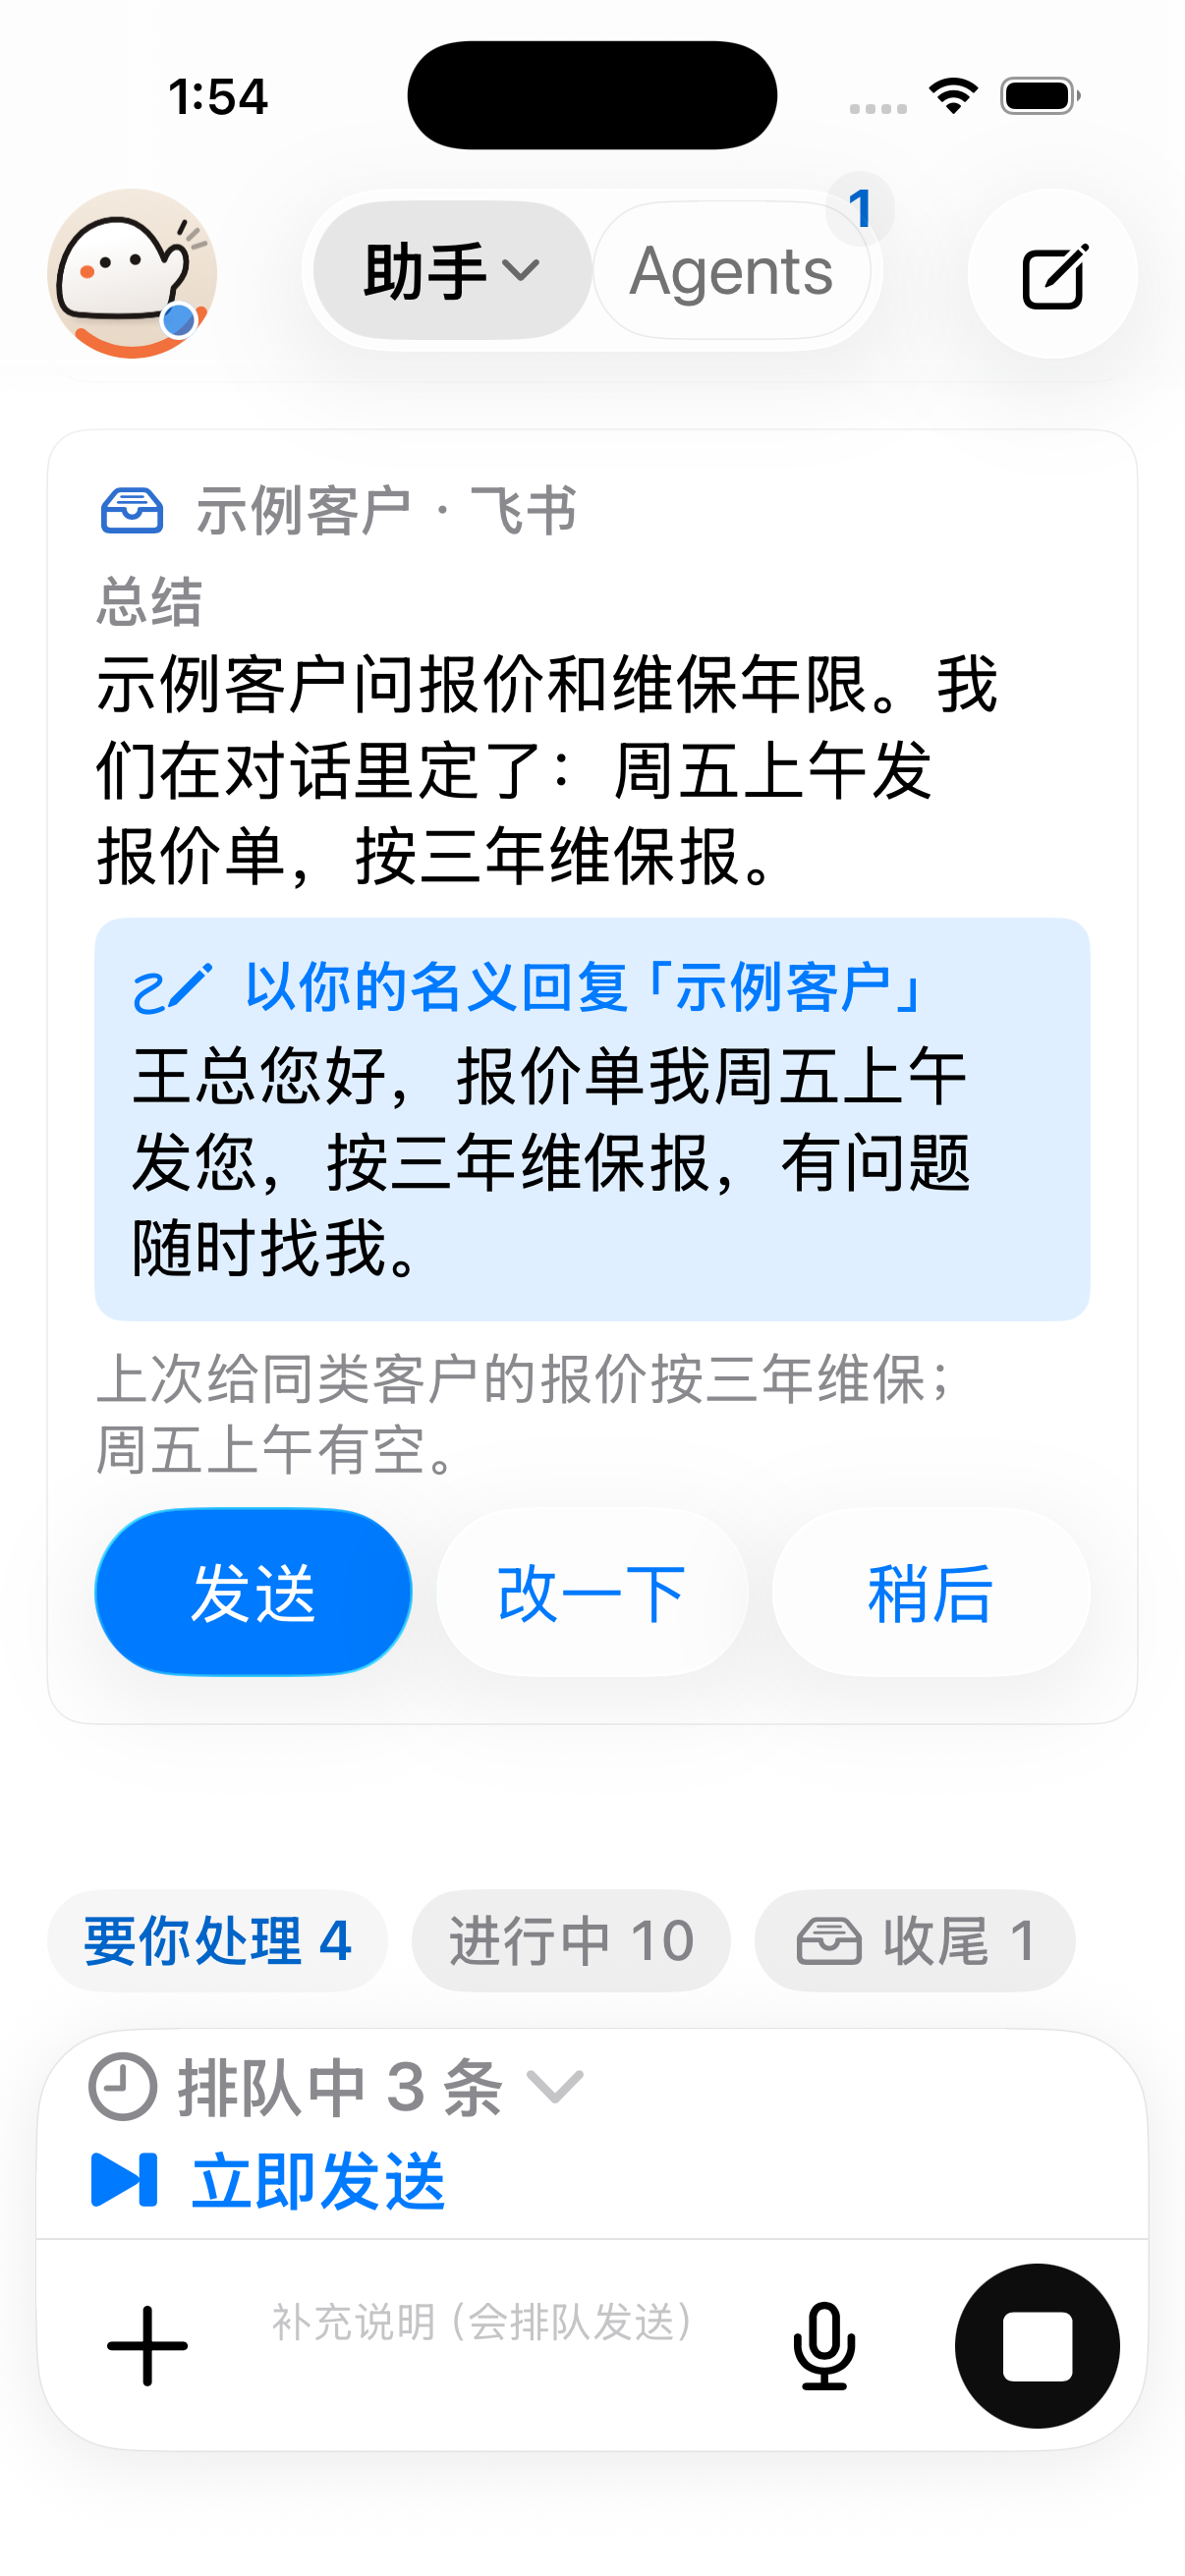 1:54
助手
Agents
1
示例客户 · 飞书
总结
示例客户问报价和维保年限。我
们在对话里定了：周五上午发
报价单，按三年维保报。
以你的名义回复「示例客户」
王总您好，报价单我周五上午
发您，按三年维保报，有问题
随时找我。
上次给同类客户的报价按三年维保；
周五上午有空。
发送
改一下
稍后
要你处理 4
进行中 10
收尾 1
排队中 3 条
立即发送
补充说明（会排队发送）